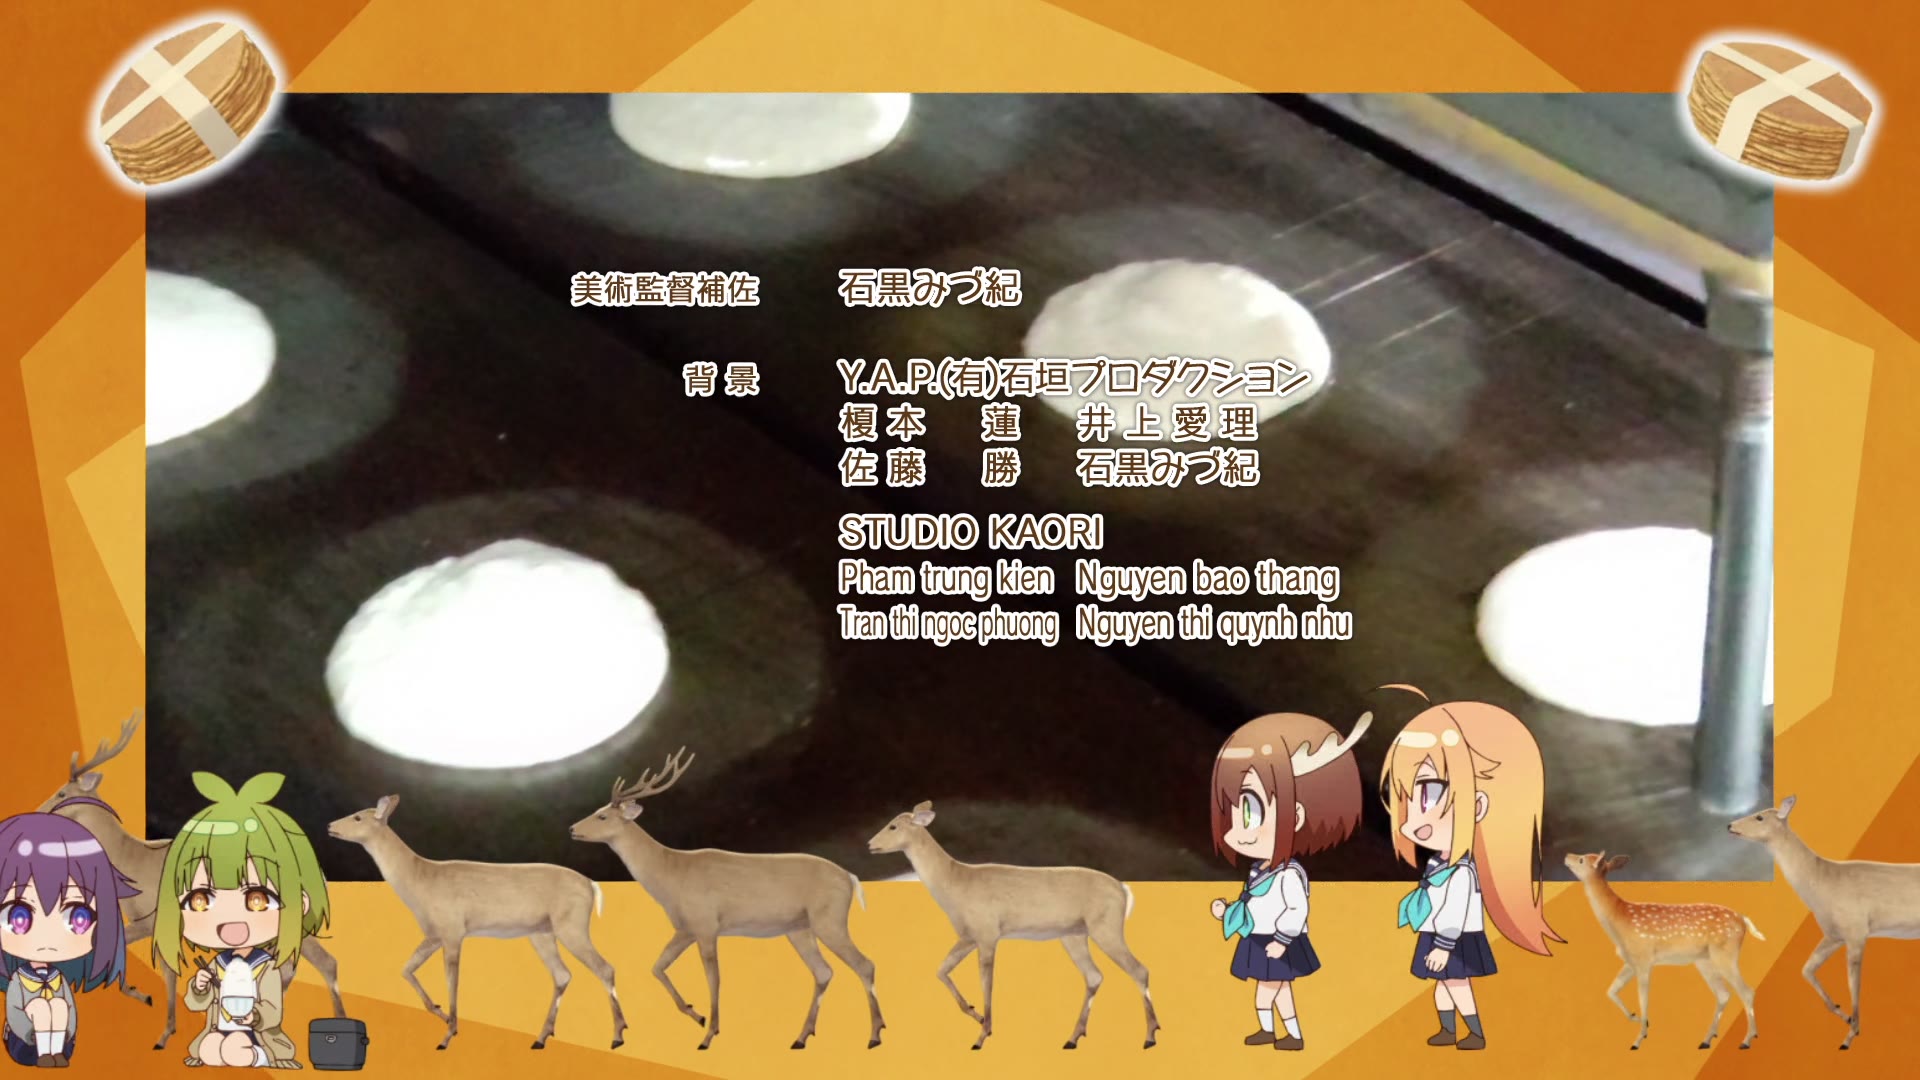 美術監督補佐 石黒みづ紀
背景 Y.A.P.(有)石垣プロダクション
榎本 蓮 井上愛理
佐藤 勝 石黒みづ紀
STUDIO KAORI
Pham trung kien Nguyen bao thang
Tran thi ngoc phuong Nguyen thi quynh nhu